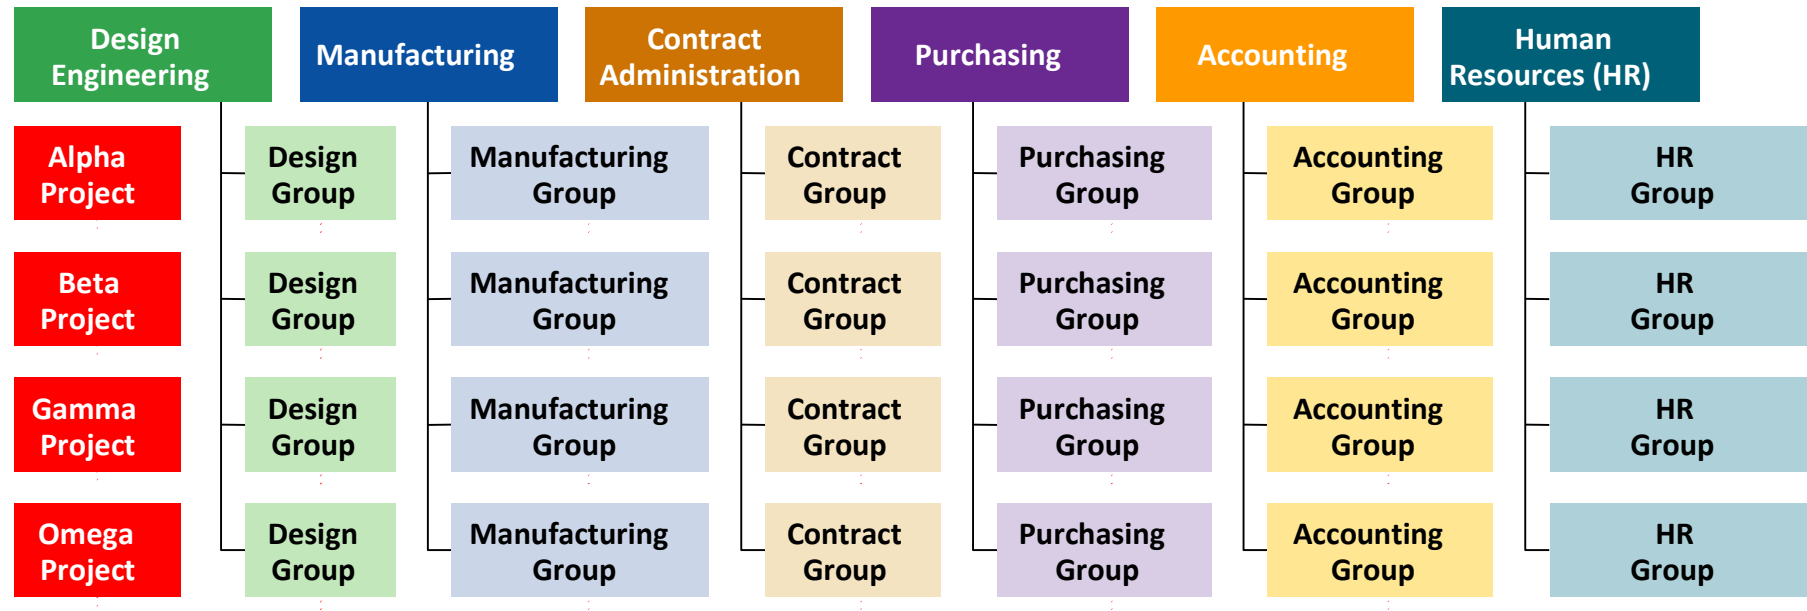 Design
Engineering
Manufacturing
Contract
Administration
Purchasing
Accounting
Human
Resources (HR)
Alpha
Project
Design
Group
Manufacturing
Group
Contract
Group
Purchasing
Group
Accounting
Group
HR
Group
Beta
Project
Design
Group
Manufacturing
Group
Contract
Group
Purchasing
Group
Accounting
Group
HR
Group
Gamma
Project
Design
Group
Manufacturing
Group
Contract
Group
Purchasing
Group
Accounting
Group
HR
Group
Omega
Project
Design
Group
Manufacturing
Group
Contract
Group
Purchasing
Group
Accounting
Group
HR
Group